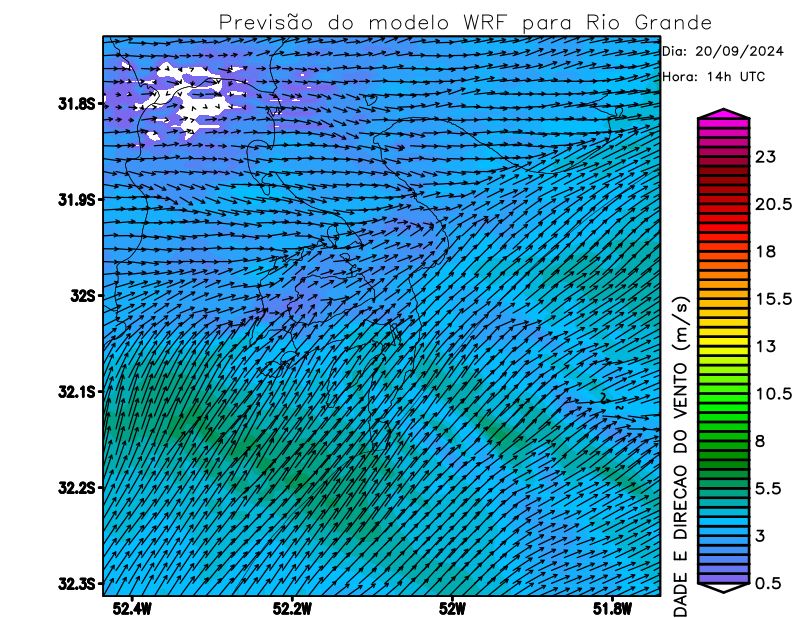 Previsão do modelo WRF para Rio Grande
Dia: 20/09/2024
Hora: 14h UTC
31.8S
31.9S
32S
32.1S
32.2S
32.3S
52.4W
52.2W
52W
51.8W
DADE E DIRECAO DO VENTO (m/s)
23
20.5
18
15.5
13
10.5
8
5.5
3
0.5